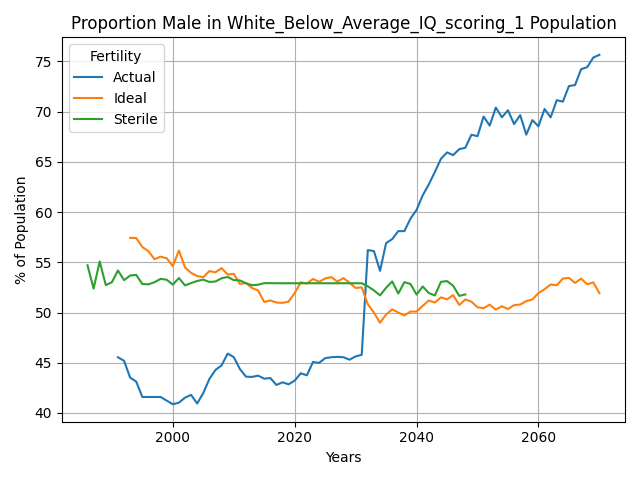 Proportion Male in White_Below_Average_IQ_scoring_1 Population
Fertility
Actual
Ideal
Sterile
% of Population
75
70
65
60
55
50
45
40
2000
2020
2040
2060
Years